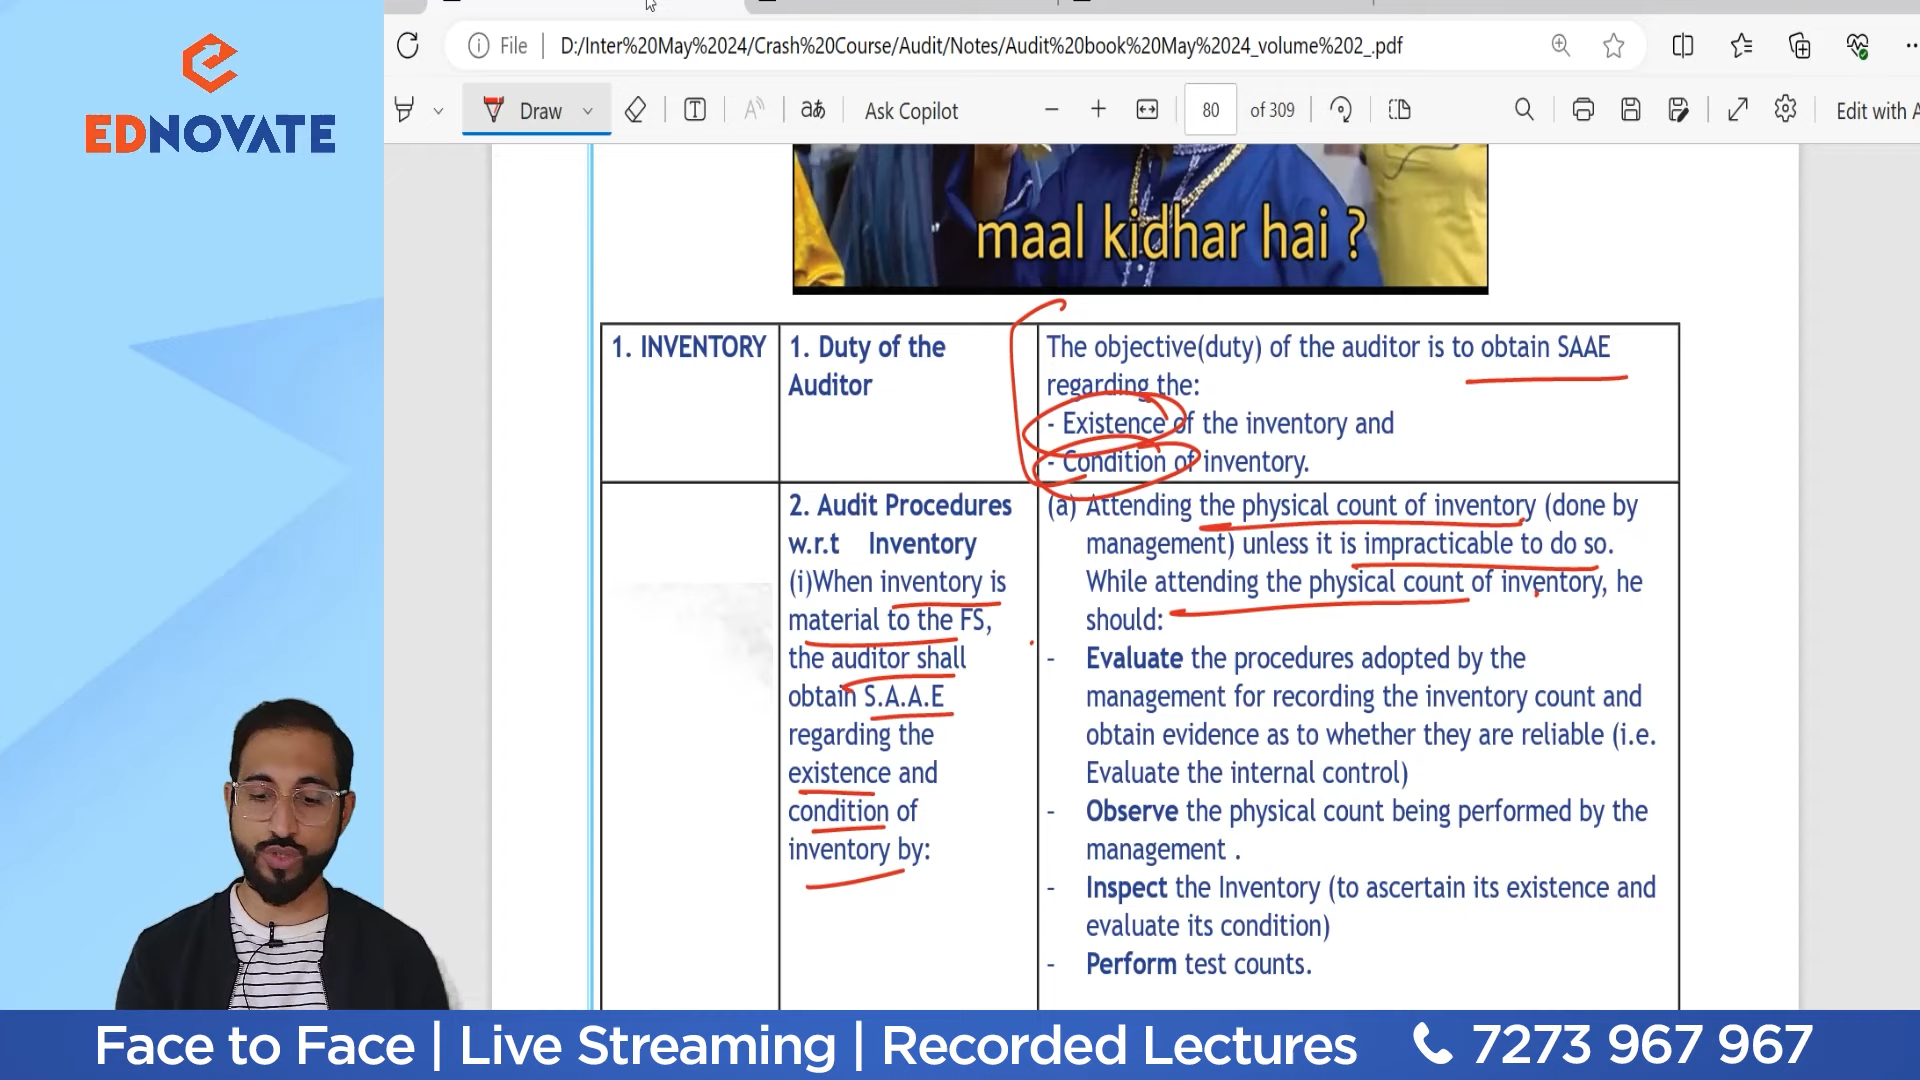 EDNOVATE
File
D:/Inter%20May%2024/Crash%20Course/Audit/Notes/Audit%20book%20May%2024_volume%202_.pdf
Draw
T
A
aあ
Ask Copilot
80
of 309
Edit with A
maal kidhar hai ?
1. INVENTORY
1. Duty of the
Auditor
The objective(duty) of the auditor is to obtain SAAE
regarding the:
- Existence of the inventory and
- Condition of inventory.
2. Audit Procedures
w.r.t Inventory
(i)When inventory is
material to the FS,
the auditor shall
obtain S.A.A.E
regarding the
existence and
condition of
inventory by:
(a) Attending the physical count of inventory (done by
management) unless it is impracticable to do so.
While attending the physical count of inventory, he
should:
- Evaluate the procedures adopted by the
management for recording the inventory count and
obtain evidence as to whether they are reliable (i.e.
Evaluate the internal control)
- Observe the physical count being performed by the
management .
- Inspect the Inventory (to ascertain its existence and
evaluate its condition)
- Perform test counts.
Face to Face | Live Streaming | Recorded Lectures 7273 967 967